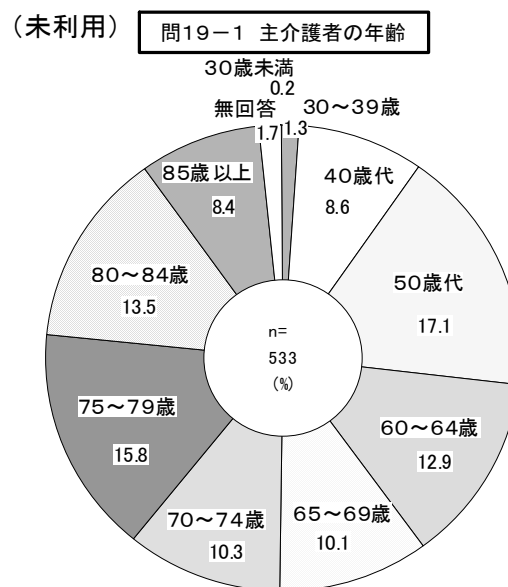 （未利用）
問19－1 主介護者の年齢
30歳未満
0.2
30～39歳
1.3
40歳代
8.6
50歳代
17.1
60～64歳
12.9
65～69歳
10.1
70～74歳
10.3
75～79歳
15.8
80～84歳
13.5
85歳以上
8.4
無回答
1.7
n=
533
(%)